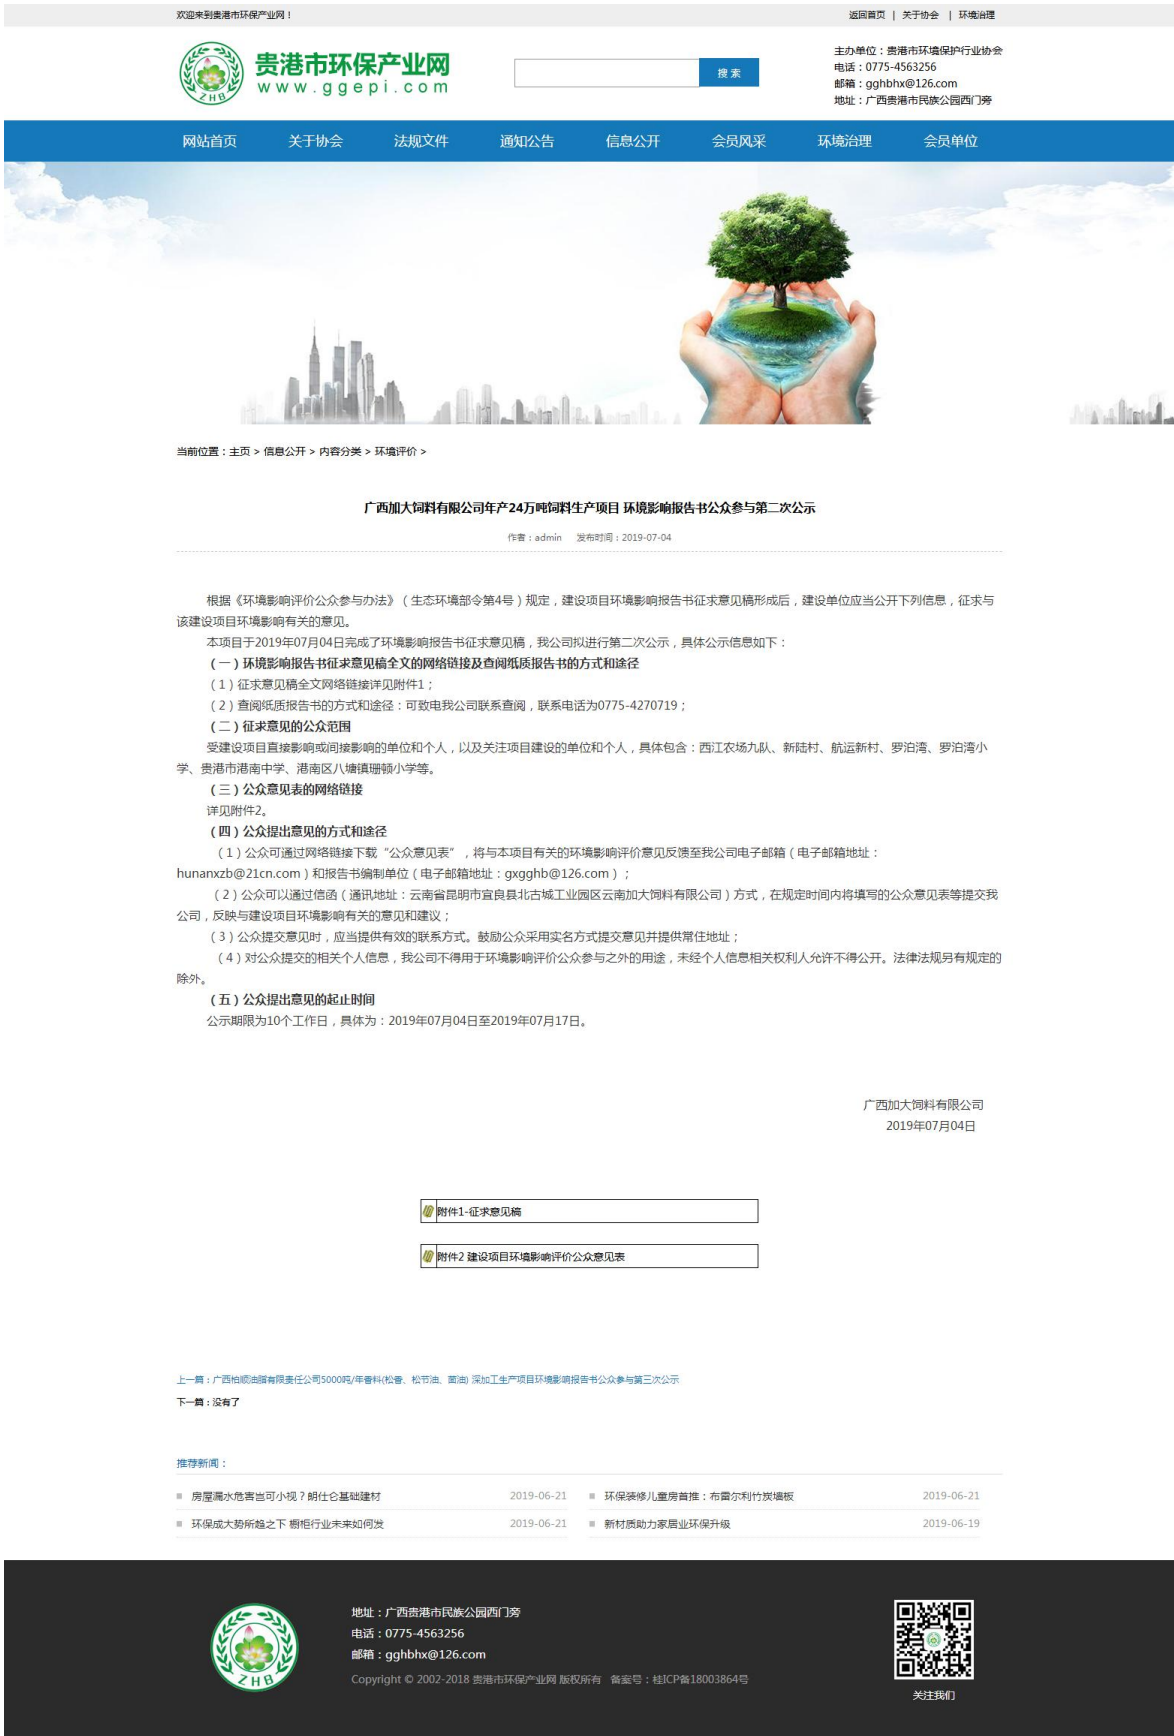 欢迎来到贵港市环保产业网！
返回首页 | 关于协会 | 环境治理
贵港市环保产业网
www.ggepi.com
ZHB
搜 索
主办单位：贵港市环境保护行业协会
电话：0775-4563256
邮箱：gghbhx@126.com
地址：广西贵港市民族公园西门旁
网站首页 关于协会 法规文件 通知公告 信息公开 会员风采 环境治理 会员单位
当前位置：主页 > 信息公开 > 内容分类 > 环境评价 >
广西加大饲料有限公司年产24万吨饲料生产项目 环境影响报告书公众参与第二次公示
作者：admin 发布时间：2019-07-04
根据《环境影响评价公众参与办法》（生态环境部令第4号）规定，建设项目环境影响报告书征求意见稿形成后，建设单位应当公开下列信息，征求与
该建设项目环境影响有关的意见。
本项目于2019年07月04日完成了环境影响报告书征求意见稿，我公司拟进行第二次公示，具体公示信息如下：
（一）环境影响报告书征求意见稿全文的网络链接及查阅纸质报告书的方式和途径
（1）征求意见稿全文网络链接详见附件1；
（2）查阅纸质报告书的方式和途径：可致电我公司联系查阅，联系电话为0775-4270719；
（二）征求意见的公众范围
受建设项目直接影响或间接影响的单位和个人，以及关注项目建设的单位和个人，具体包含：西江农场九队、新陆村、航运新村、罗泊湾、罗泊湾小
学、贵港市港南中学、港南区八塘镇珊顿小学等。
（三）公众意见表的网络链接
详见附件2。
（四）公众提出意见的方式和途径
（1）公众可通过网络链接下载“公众意见表”，将与本项目有关的环境影响评价意见反馈至我公司电子邮箱（电子邮箱地址：
hunanxzb@21cn.com）和报告书编制单位（电子邮箱地址：gxgghb@126.com）；
（2）公众可以通过信函（通讯地址：云南省昆明市宜良县北古城工业园区云南加大饲料有限公司）方式，在规定时间内将填写的公众意见表等提交我
公司，反映与建设项目环境影响有关的意见和建议；
（3）公众提交意见时，应当提供有效的联系方式。鼓励公众采用实名方式提交意见并提供常住地址；
（4）对公众提交的相关个人信息，我公司不得用于环境影响评价公众参与之外的用途，未经个人信息相关权利人允许不得公开。法律法规另有规定的
除外。
（五）公众提出意见的起止时间
公示期限为10个工作日，具体为：2019年07月04日至2019年07月17日。
广西加大饲料有限公司
2019年07月04日
附件1-征求意见稿
附件2 建设项目环境影响评价公众意见表
上一篇：广西柏顺油脂有限责任公司5000吨/年香料(松香、松节油、茴油) 深加工生产项目环境影响报告书公众参与第三次公示
下一篇：没有了
推荐新闻：
房屋漏水危害岂可小视？朗仕仑基础建材 2019-06-21
环保装修儿童房首推：布雷尔利竹炭墙板 2019-06-21
环保成大势所趋之下 橱柜行业未来如何发 2019-06-21
新材质助力家居业环保升级 2019-06-19
ZHB
地址：广西贵港市民族公园西门旁
电话：0775-4563256
邮箱：gghbhx@126.com
Copyright © 2002-2018 贵港市环保产业网 版权所有 备案号：桂ICP备18003864号
关注我们